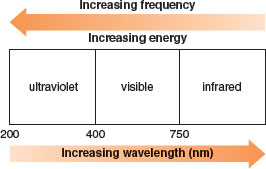 Increasing frequency
Increasing energy
ultraviolet visible infrared
200 400 750
Increasing wavelength (nm)